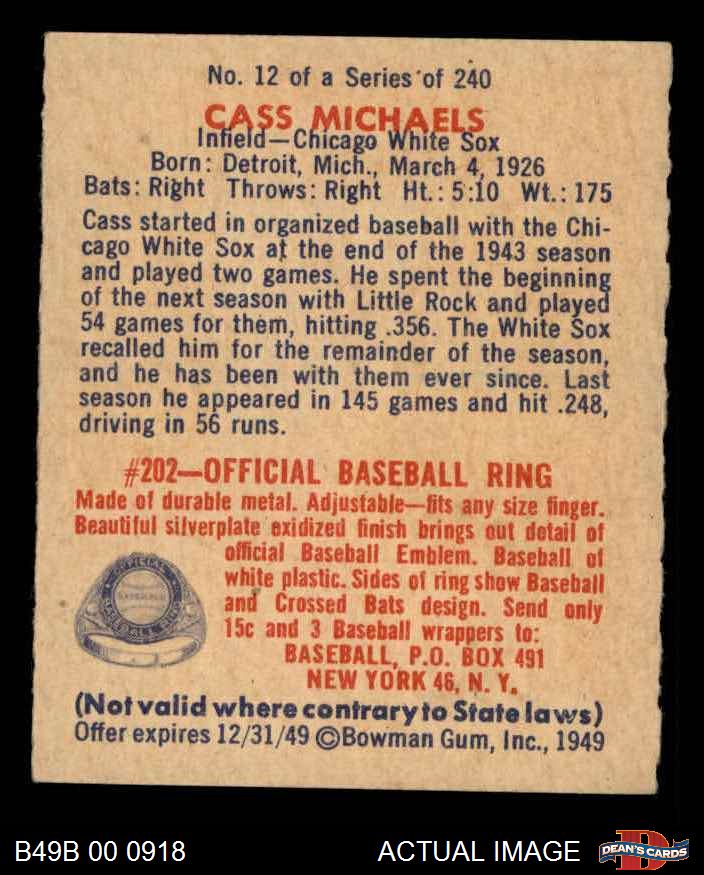 No. 12 of a Series of 240
CASS MICHAELS
Infield—Chicago White Sox
Born: Detroit, Mich., March 4, 1926
Bats: Right Throws: Right Ht.: 5:10 Wt.: 175
Cass started in organized baseball with the Chi-
cago White Sox at the end of the 1943 season
and played two games. He spent the beginning
of the next season with Little Rock and played
54 games for them, hitting .356. The White Sox
recalled him for the remainder of the season,
and he has been with them ever since. Last
season he appeared in 145 games and hit .248,
driving in 56 runs.
#202—OFFICIAL BASEBALL RING
Made of durable metal. Adjustable—fits any size finger.
Beautiful silverplate oxidized finish brings out detail of
official Baseball Emblem. Baseball of
white plastic. Sides of ring show Baseball
and Crossed Bats design. Send only
15c and 3 Baseball wrappers to:
BASEBALL, P.O. BOX 491
NEW YORK 46, N. Y.
OFFICIAL
BASEBALL RING
(Not valid where contrary to State laws)
Offer expires 12/31/49 ©Bowman Gum, Inc., 1949
B49B 00 0918 ACTUAL IMAGE D DEAN'S CARDS